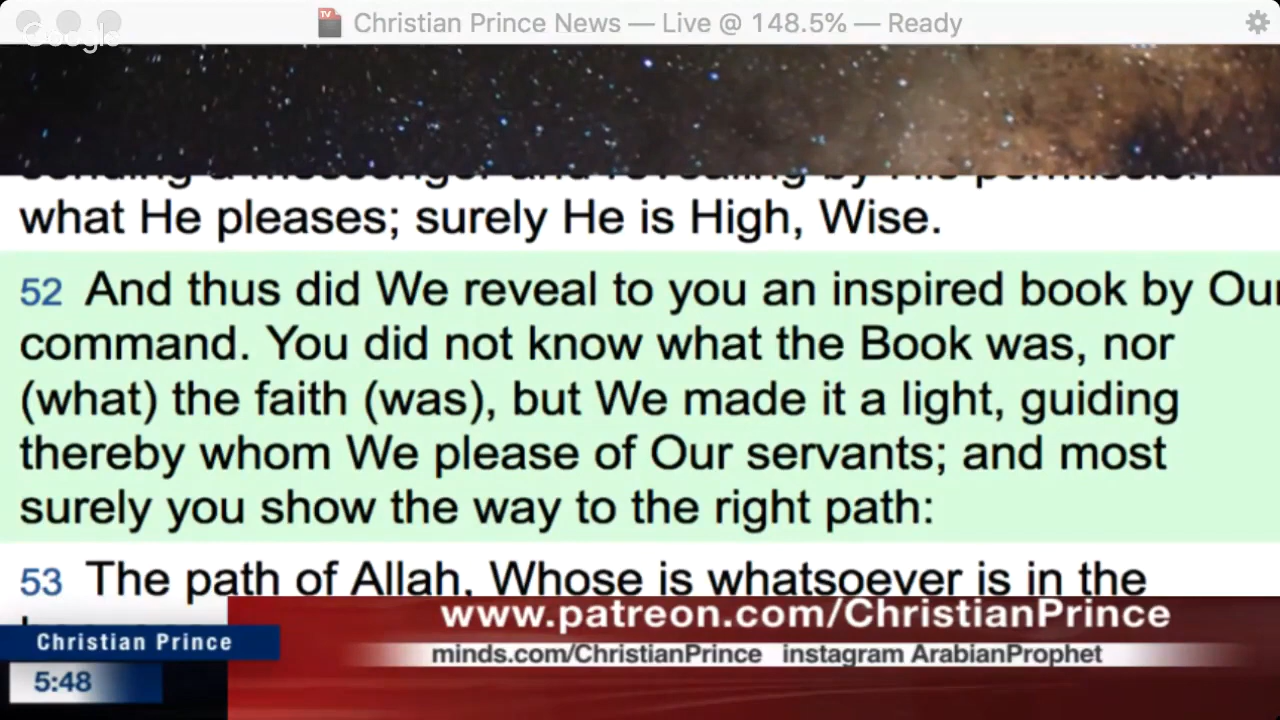 Christian Prince News — Live @ 148.5% — Ready
Google
what He pleases; surely He is High, Wise.
52 And thus did We reveal to you an inspired book by Our
command. You did not know what the Book was, nor
(what) the faith (was), but We made it a light, guiding
thereby whom We please of Our servants; and most
surely you show the way to the right path:
53 The path of Allah, Whose is whatsoever is in the
www.patreon.com/ChristianPrince
Christian Prince
minds.com/ChristianPrince instagram ArabianProphet
5:48